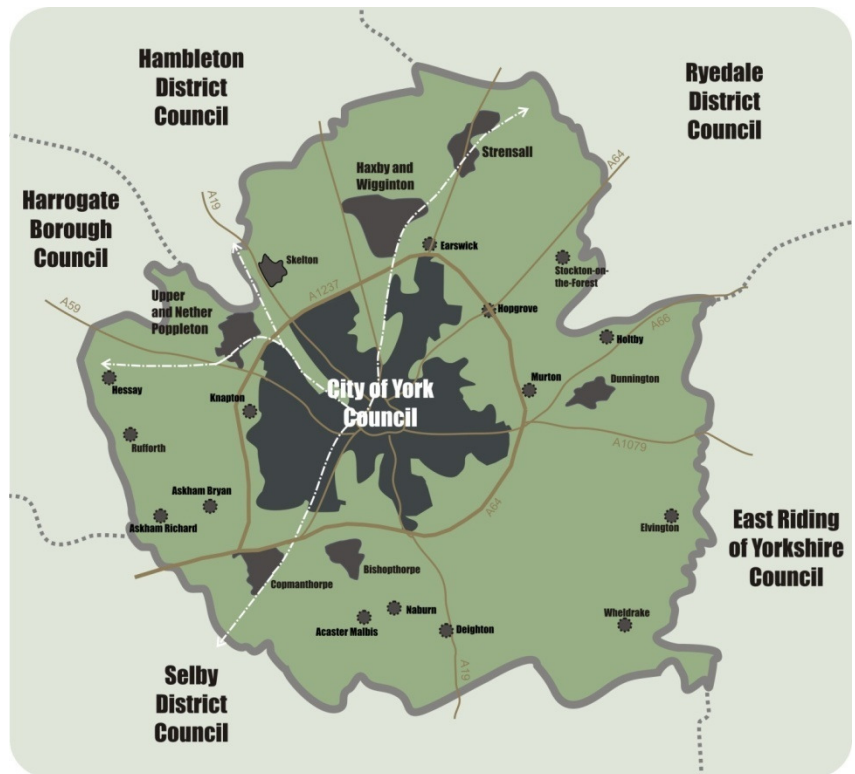 Hambleton
District
Council
Ryedale
District
Council
Harrogate
Borough
Council
A19
A64
Strensall
Haxby and
Wigginton
Earswick
Skelton
Stockton-on
-the-Forest
A1237
Upper
and Nether
Poppleton
A59
Hopgrove
Holtby
A66
Hessay
Knapton
City of York
Council
Murton
Dunnington
Rufforth
A1079
Askham Bryan
Askham Richard
A64
Elvington
East Riding
of Yorkshire
Council
Copmanthorpe
Bishopthorpe
Naburn
Acaster Malbis
Deighton
Wheldrake
A19
Selby
District
Council